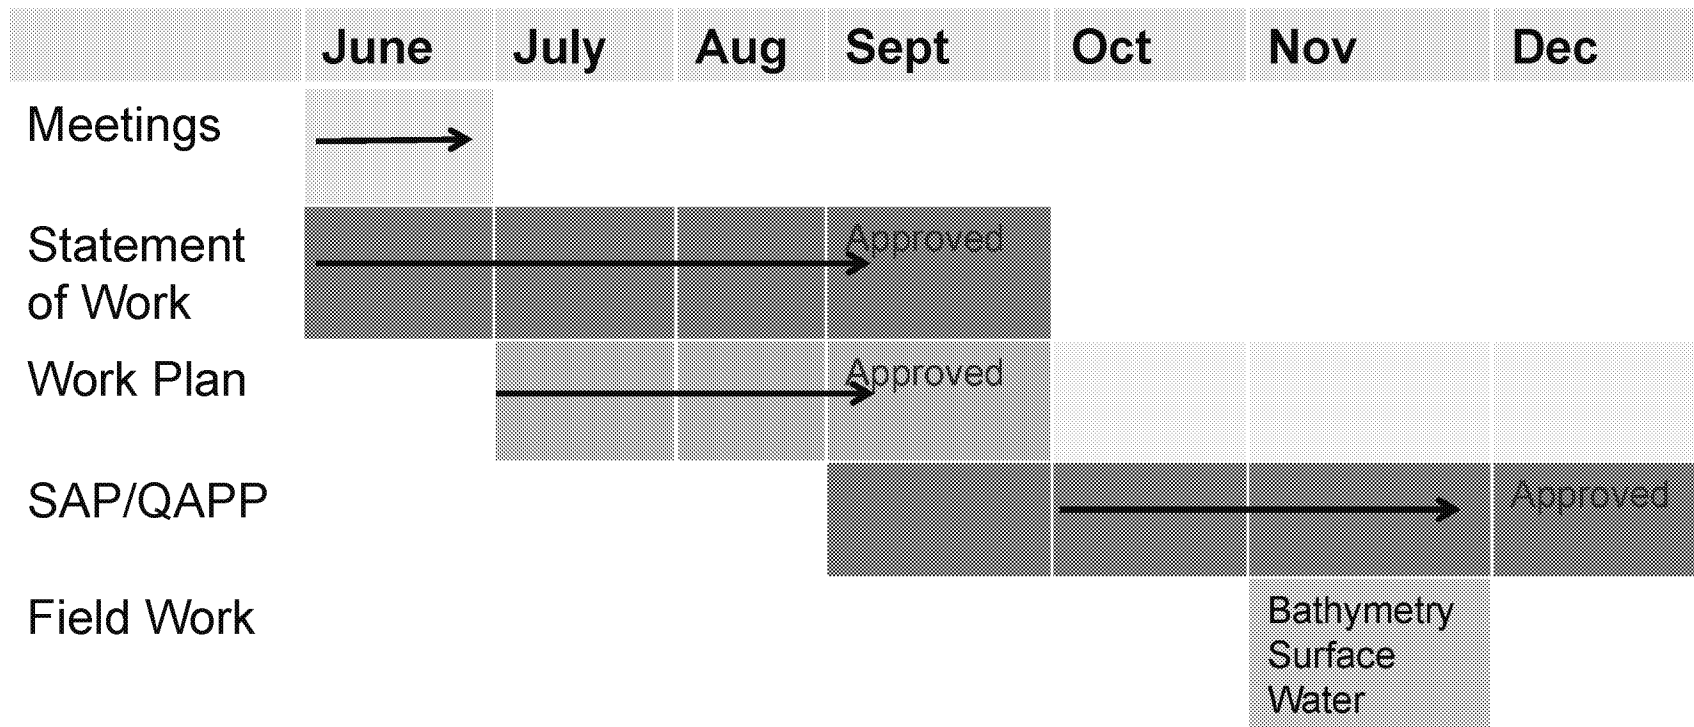 June July Aug Sept Oct Nov Dec
Meetings
Statement Approved
of Work
Work Plan Approved
SAP/QAPP Approved
Field Work Bathymetry
Surface
Water